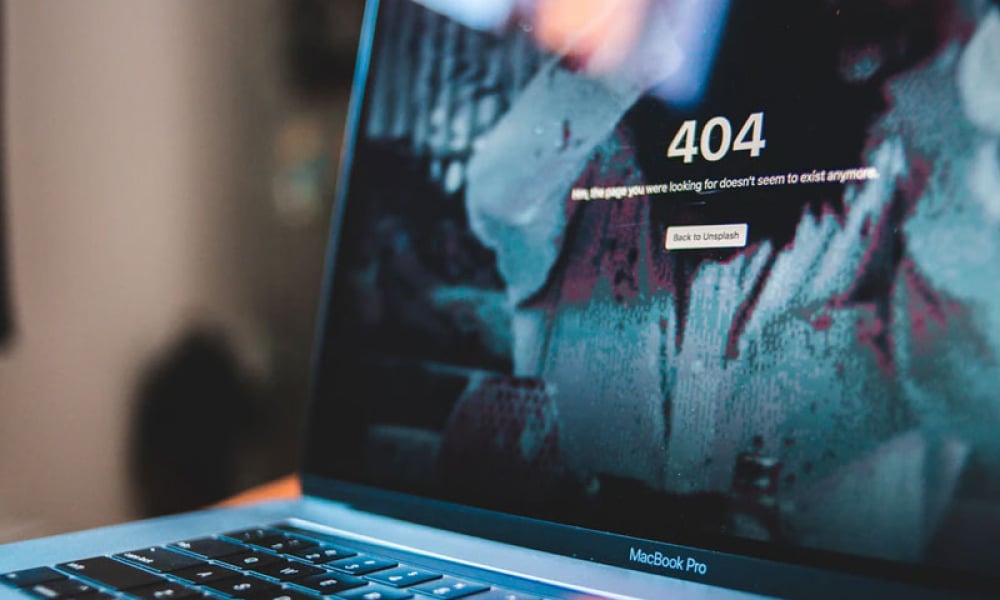 404
Hm, the page you were looking for doesn't seem to exist anymore.
Back to Unsplash
MacBook Pro